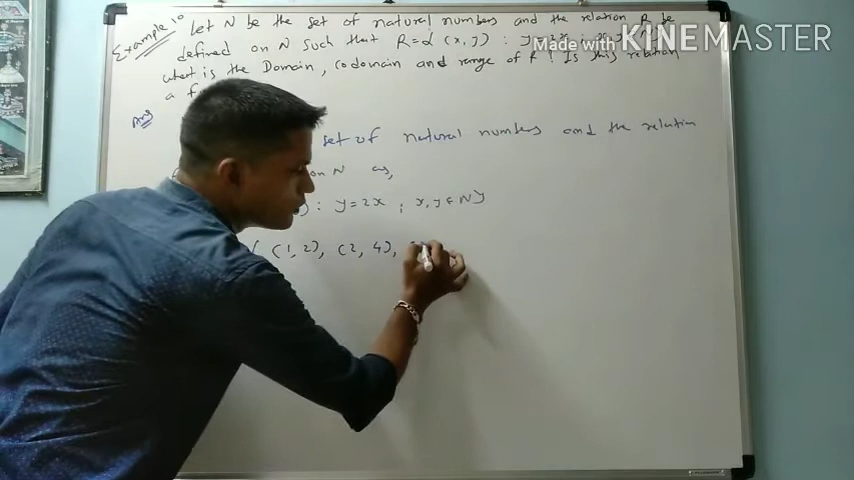 Example 10 Let N be the set of natural numbers and the relation R be
defined on N such that R = { (x, y) : y = 2x ; x, y
what is the Domain, codomain and range of R ! Is this relation
a f
Ans
set of natural numbers and the relation
on N as,
) : y = 2x ; x, y ∈ N }
{ (1, 2), (2, 4),
Made with KINEMASTER